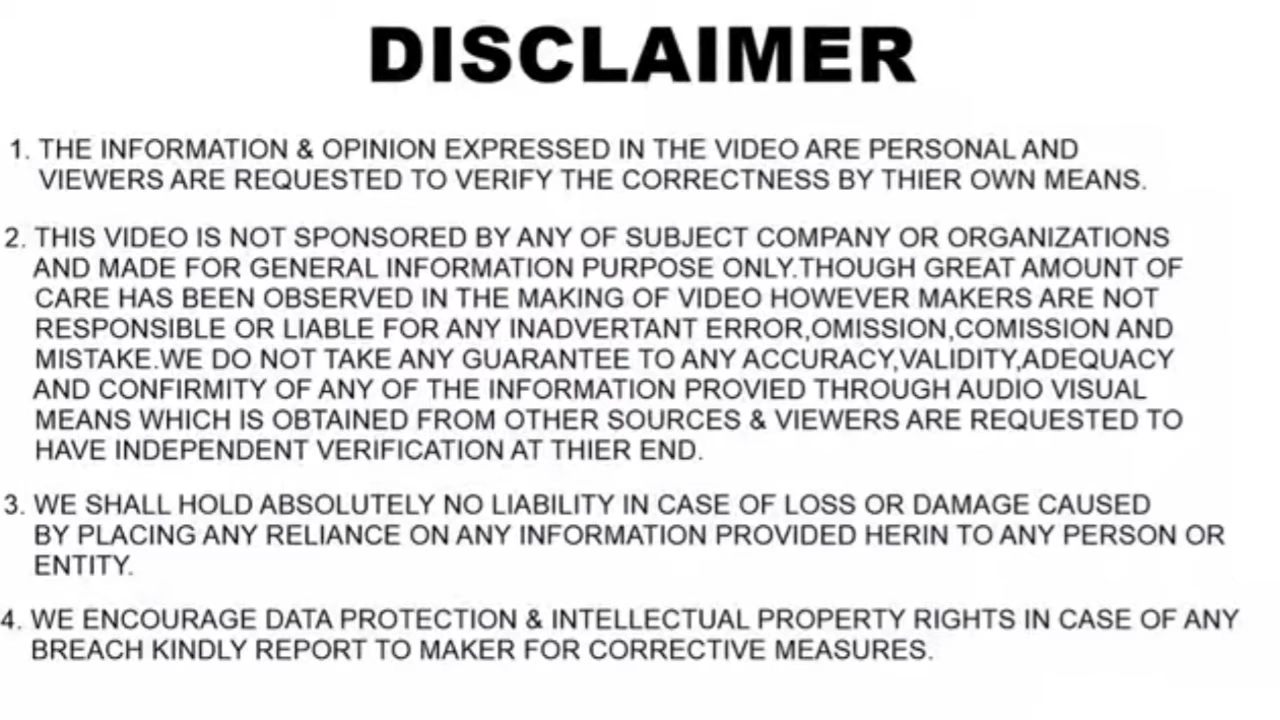 DISCLAIMER
1. THE INFORMATION & OPINION EXPRESSED IN THE VIDEO ARE PERSONAL AND
VIEWERS ARE REQUESTED TO VERIFY THE CORRECTNESS BY THIER OWN MEANS.
2. THIS VIDEO IS NOT SPONSORED BY ANY OF SUBJECT COMPANY OR ORGANIZATIONS
AND MADE FOR GENERAL INFORMATION PURPOSE ONLY.THOUGH GREAT AMOUNT OF
CARE HAS BEEN OBSERVED IN THE MAKING OF VIDEO HOWEVER MAKERS ARE NOT
RESPONSIBLE OR LIABLE FOR ANY INADVERTANT ERROR,OMISSION,COMISSION AND
MISTAKE.WE DO NOT TAKE ANY GUARANTEE TO ANY ACCURACY,VALIDITY,ADEQUACY
AND CONFIRMITY OF ANY OF THE INFORMATION PROVIED THROUGH AUDIO VISUAL
MEANS WHICH IS OBTAINED FROM OTHER SOURCES & VIEWERS ARE REQUESTED TO
HAVE INDEPENDENT VERIFICATION AT THIER END.
3. WE SHALL HOLD ABSOLUTELY NO LIABILITY IN CASE OF LOSS OR DAMAGE CAUSED
BY PLACING ANY RELIANCE ON ANY INFORMATION PROVIDED HERIN TO ANY PERSON OR
ENTITY.
4. WE ENCOURAGE DATA PROTECTION & INTELLECTUAL PROPERTY RIGHTS IN CASE OF ANY
BREACH KINDLY REPORT TO MAKER FOR CORRECTIVE MEASURES.